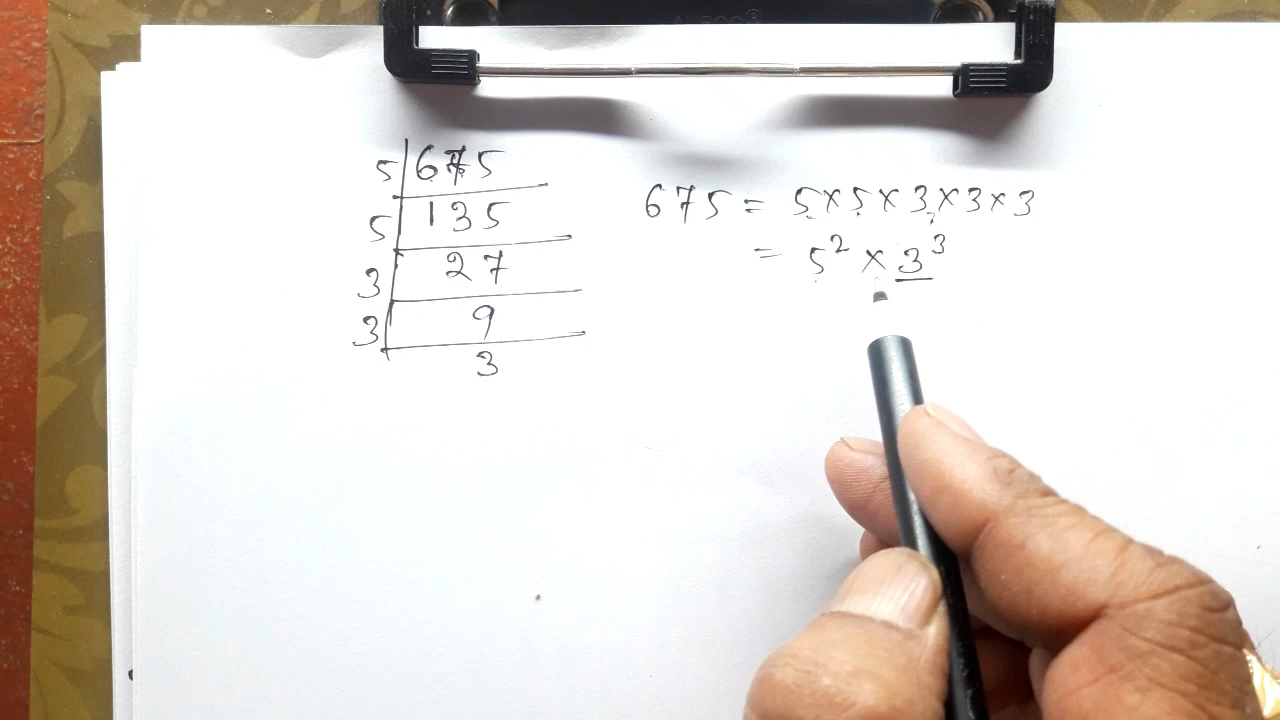 5 675
5 135
3 27
3 9
3
675 = 5×5×3×3×3
= 5² × 3³